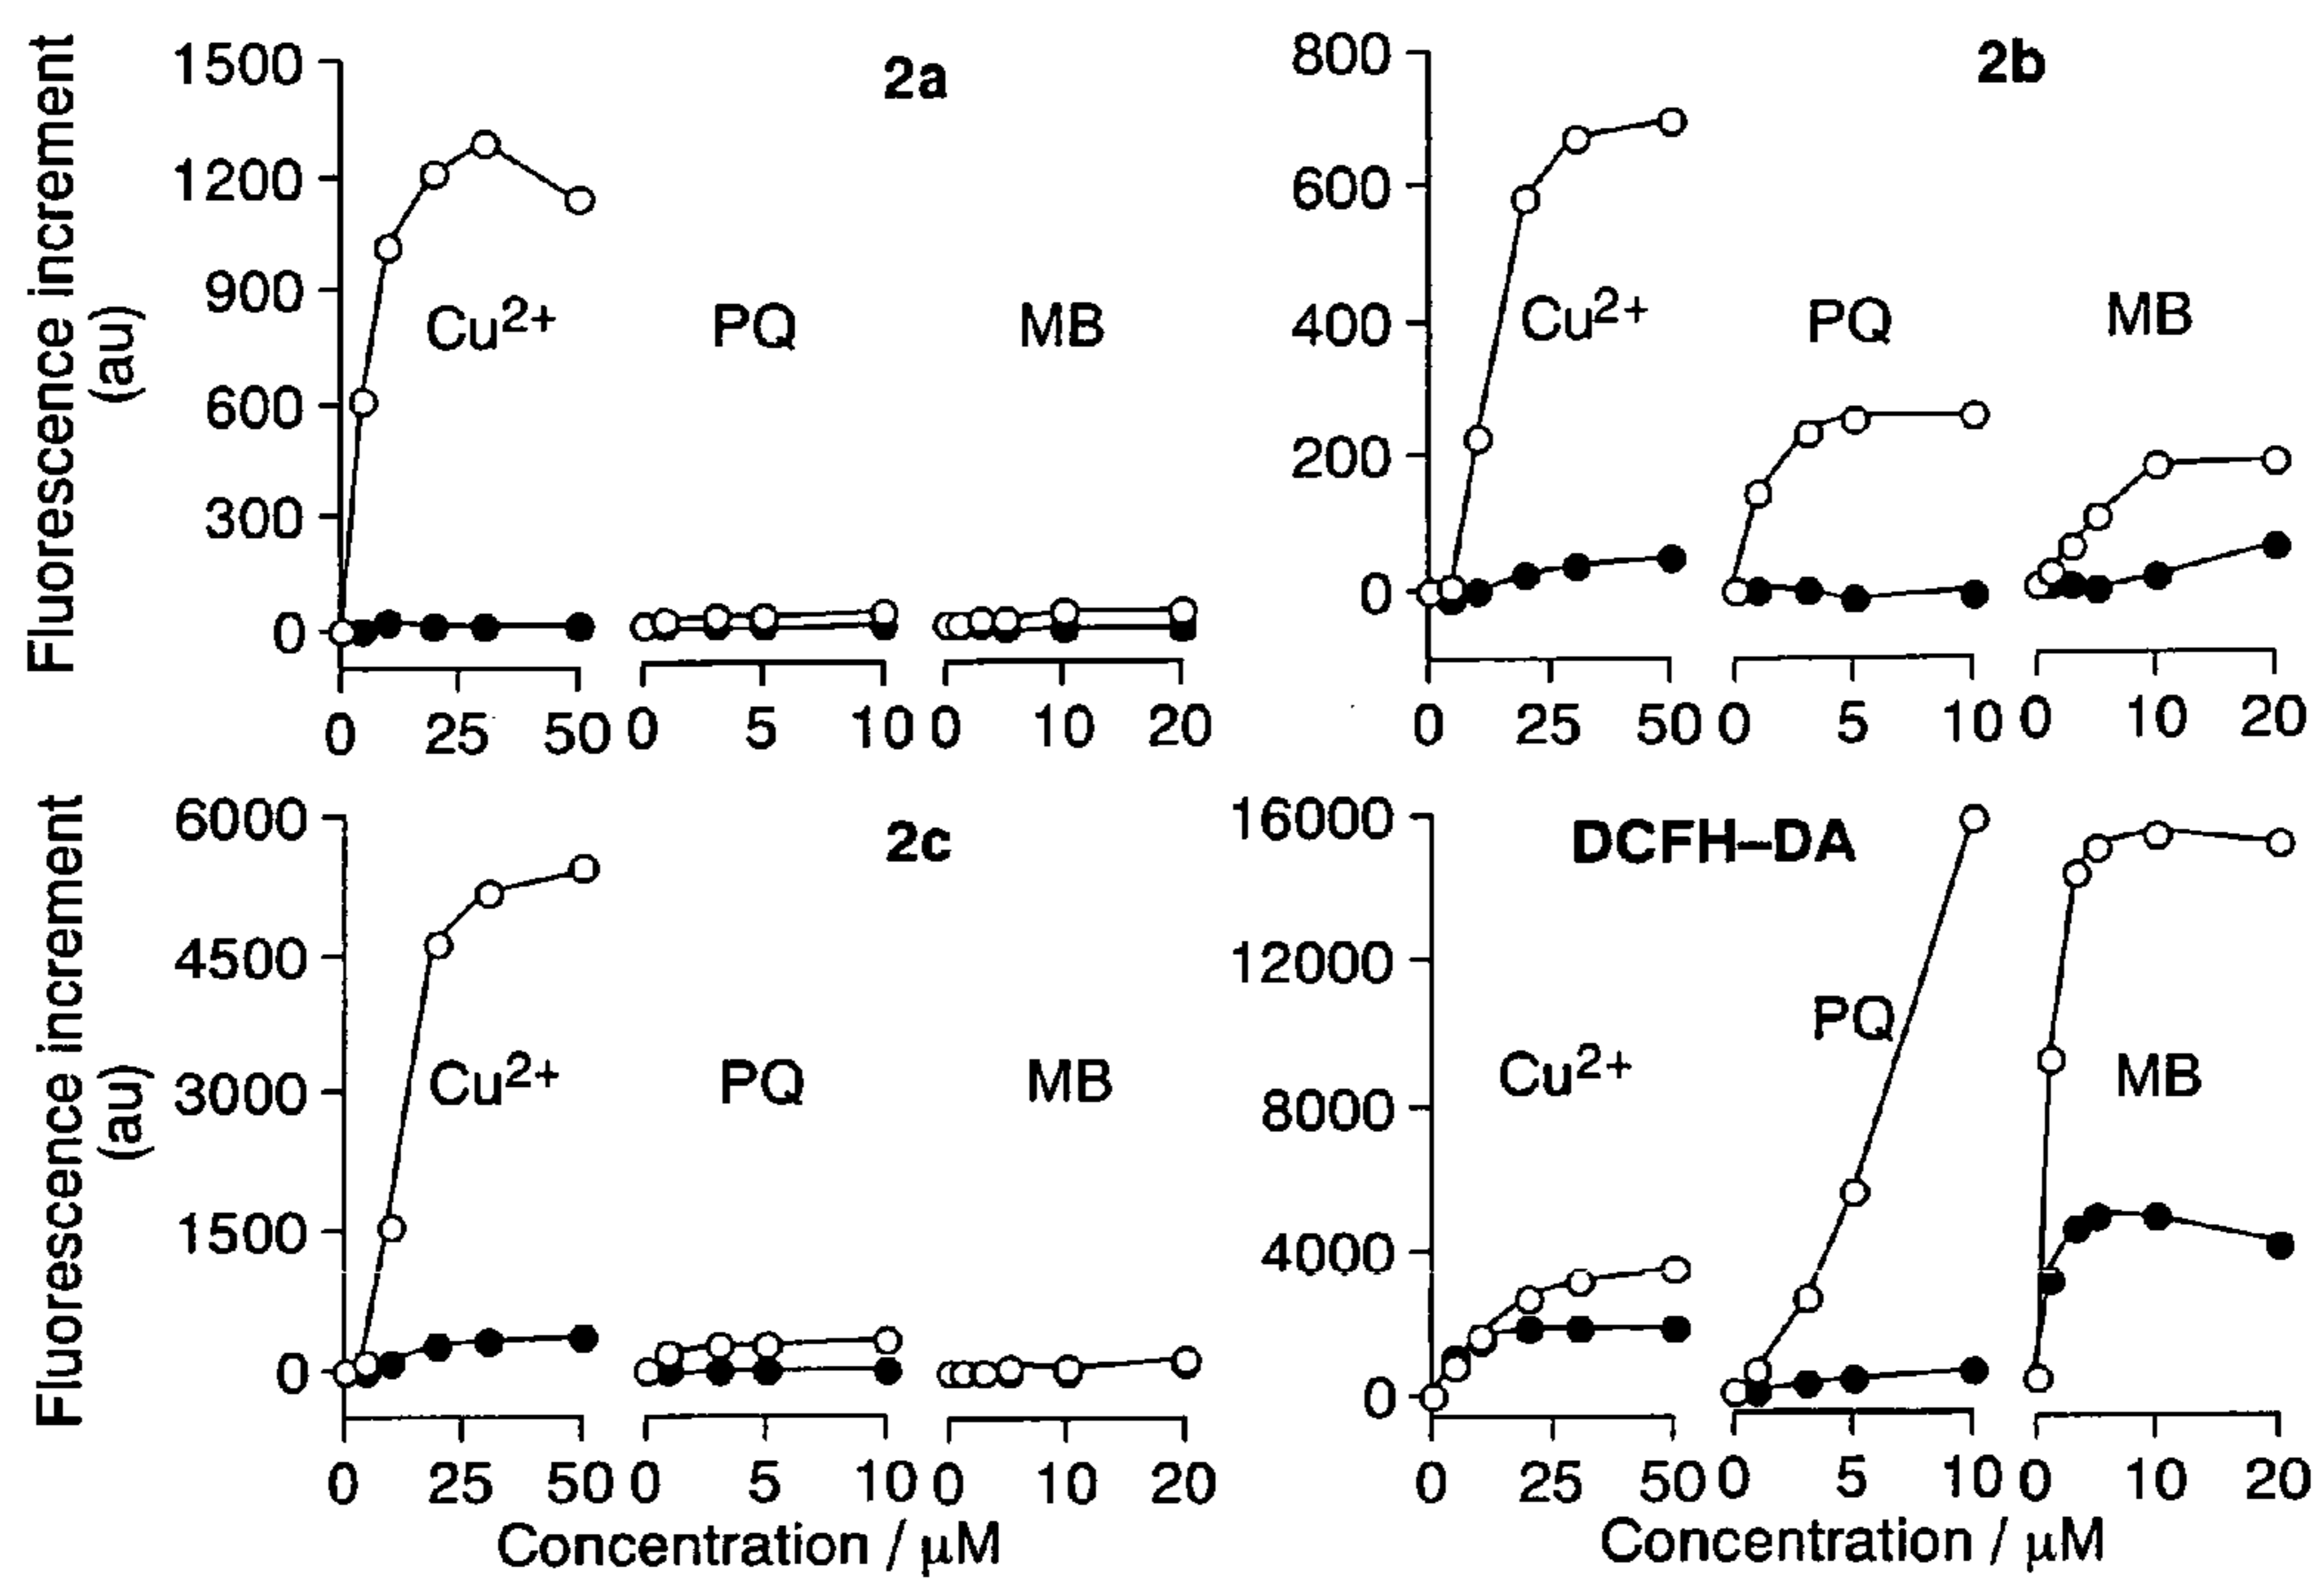 Fluorescence increment
(au)
2a
1500
1200
900
600
300
0
Cu2+
PQ
MB
0 25 50 0 5 10 0 10 20
2b
800
600
400
200
0
Cu2+
PQ
MB
0 25 50 0 5 10 0 10 20
Fluorescence increment
(au)
2c
6000
4500
3000
1500
0
Cu2+
PQ
MB
0 25 50 0 5 10 0 10 20
Concentration / μM
DCFH–DA
16000
12000
8000
4000
0
Cu2+
PQ
MB
0 25 50 0 5 10 0 10 20
Concentration / μM